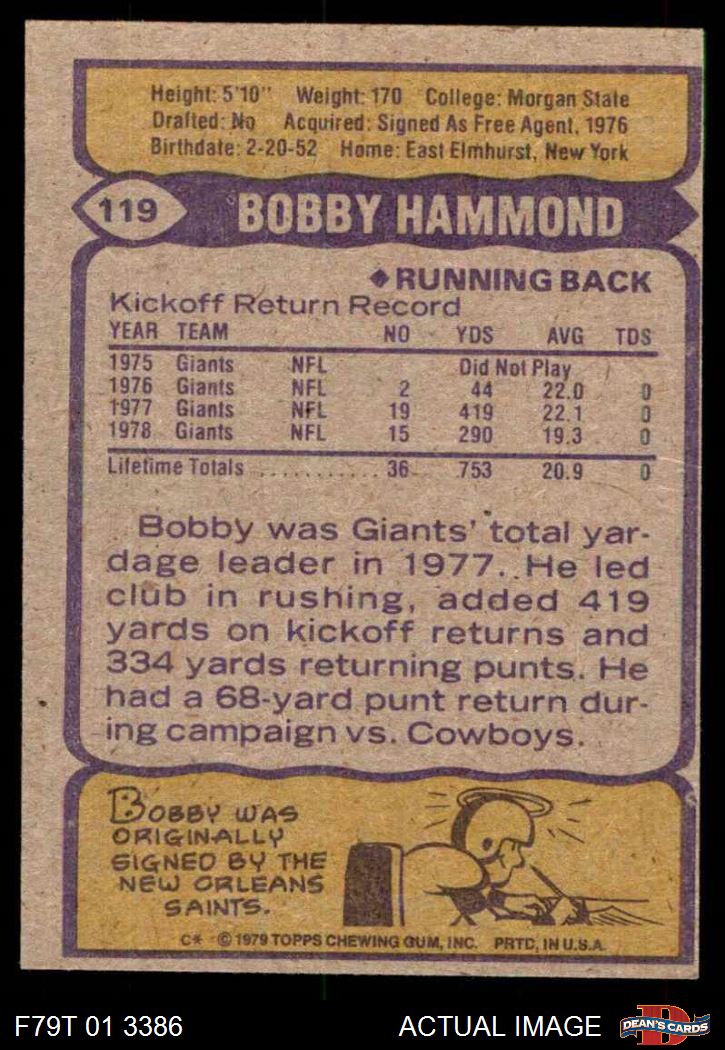 Height: 5'10" Weight: 170 College: Morgan State
Drafted: No Acquired: Signed As Free Agent, 1976
Birthdate: 2-20-52 Home: East Elmhurst, New York
119 BOBBY HAMMOND
◆RUNNING BACK
Kickoff Return Record
YEAR TEAM NO YDS AVG TDS
1975 Giants NFL Did Not Play
1976 Giants NFL 2 44 22.0 0
1977 Giants NFL 19 419 22.1 0
1978 Giants NFL 15 290 19.3 0
Lifetime Totals ........... 36 753 20.9 0
Bobby was Giants' total yar-
dage leader in 1977. He led
club in rushing, added 419
yards on kickoff returns and
334 yards returning punts. He
had a 68-yard punt return dur-
ing campaign vs. Cowboys.
BOBBY WAS
ORIGINALLY
SIGNED BY THE
NEW ORLEANS
SAINTS.
C* © 1979 TOPPS CHEWING GUM, INC. PRTD. IN U.S.A.
F79T 01 3386 ACTUAL IMAGE D DEAN'S CARDS